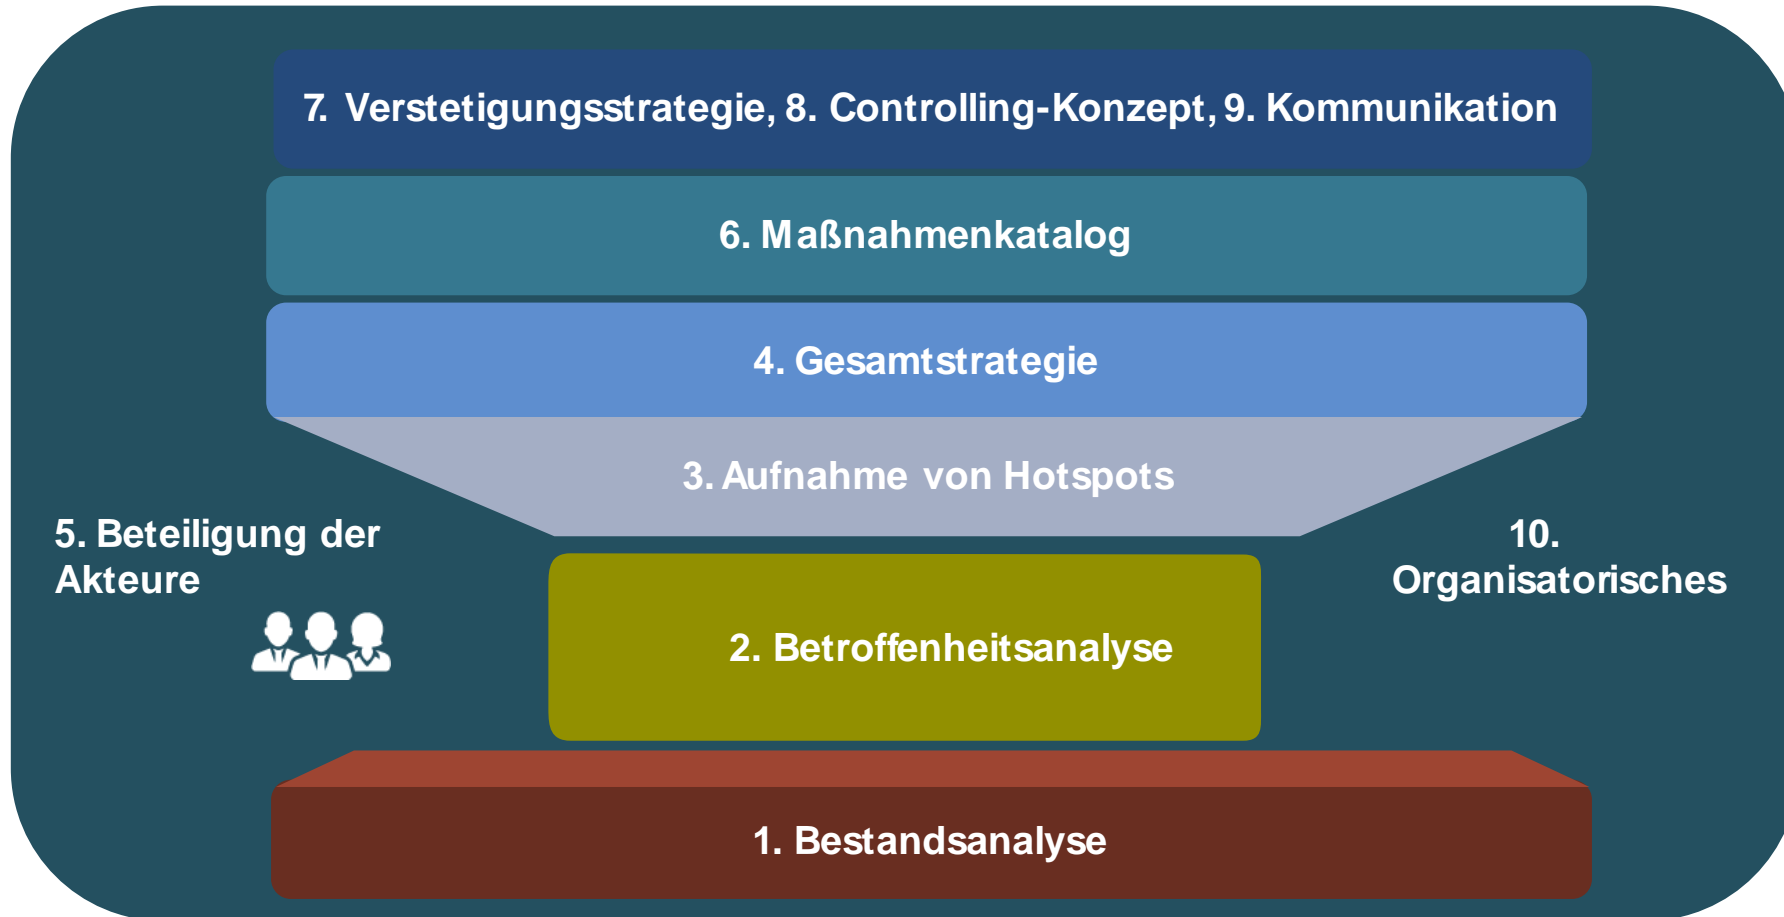 7. Verstetigungsstrategie, 8. Controlling-Konzept, 9. Kommunikation
6. Maßnahmenkatalog
4. Gesamtstrategie
3. Aufnahme von Hotspots
5. Beteiligung der
Akteure
10.
Organisatorisches
2. Betroffenheitsanalyse
1. Bestandsanalyse